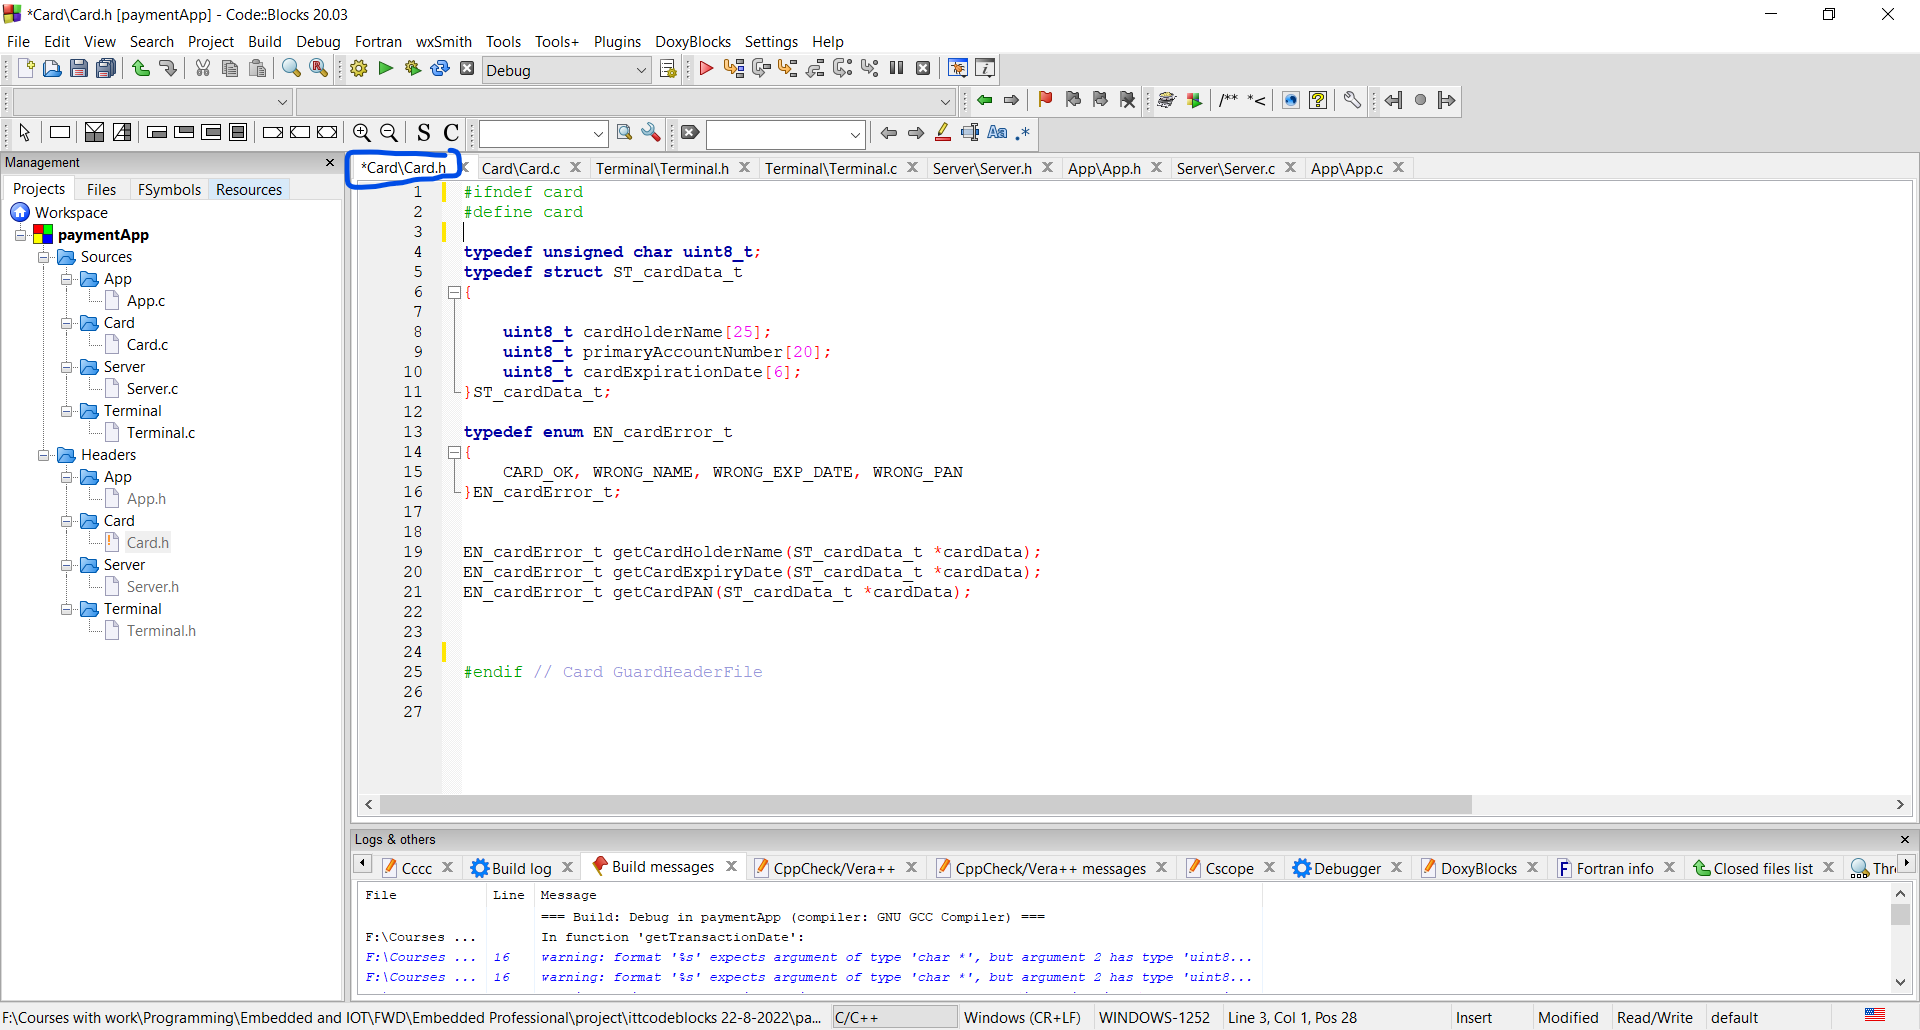 *Card\Card.h [paymentApp] - Code::Blocks 20.03
File Edit View Search Project Build Debug Fortran wxSmith Tools Tools+ Plugins DoxyBlocks Settings Help
Debug
/** *<
S C
Aa .*
Management
Projects Files FSymbols Resources
Workspace
paymentApp
Sources
App
App.c
Card
Card.c
Server
Server.c
Terminal
Terminal.c
Headers
App
App.h
Card
Card.h
Server
Server.h
Terminal
Terminal.h
*Card\Card.h Card\Card.c Terminal\Terminal.h Terminal\Terminal.c Server\Server.h App\App.h Server\Server.c App\App.c
1 #ifndef card
2 #define card
3
4 typedef unsigned char uint8_t;
5 typedef struct ST_cardData_t
6 {
7
8 uint8_t cardHolderName[25];
9 uint8_t primaryAccountNumber[20];
10 uint8_t cardExpirationDate[6];
11 }ST_cardData_t;
12
13 typedef enum EN_cardError_t
14 {
15 CARD_OK, WRONG_NAME, WRONG_EXP_DATE, WRONG_PAN
16 }EN_cardError_t;
17
18
19 EN_cardError_t getCardHolderName(ST_cardData_t *cardData);
20 EN_cardError_t getCardExpiryDate(ST_cardData_t *cardData);
21 EN_cardError_t getCardPAN(ST_cardData_t *cardData);
22
23
24
25 #endif // Card GuardHeaderFile
26
27
Logs & others
Cccc Build log Build messages CppCheck/Vera++ CppCheck/Vera++ messages Cscope Debugger DoxyBlocks Fortran info Closed files list Thr
File Line Message
=== Build: Debug in paymentApp (compiler: GNU GCC Compiler) ===
F:\Courses ... In function 'getTransactionDate':
F:\Courses ... 16 warning: format '%s' expects argument of type 'char *', but argument 2 has type 'uint8...
F:\Courses ... 16 warning: format '%s' expects argument of type 'char *', but argument 2 has type 'uint8...
F:\Courses with work\Programming\Embedded and IOT\FWD\Embedded Professional\project\ittcodeblocks 22-8-2022\pa... C/C++ Windows (CR+LF) WINDOWS-1252 Line 3, Col 1, Pos 28 Insert Modified Read/Write default